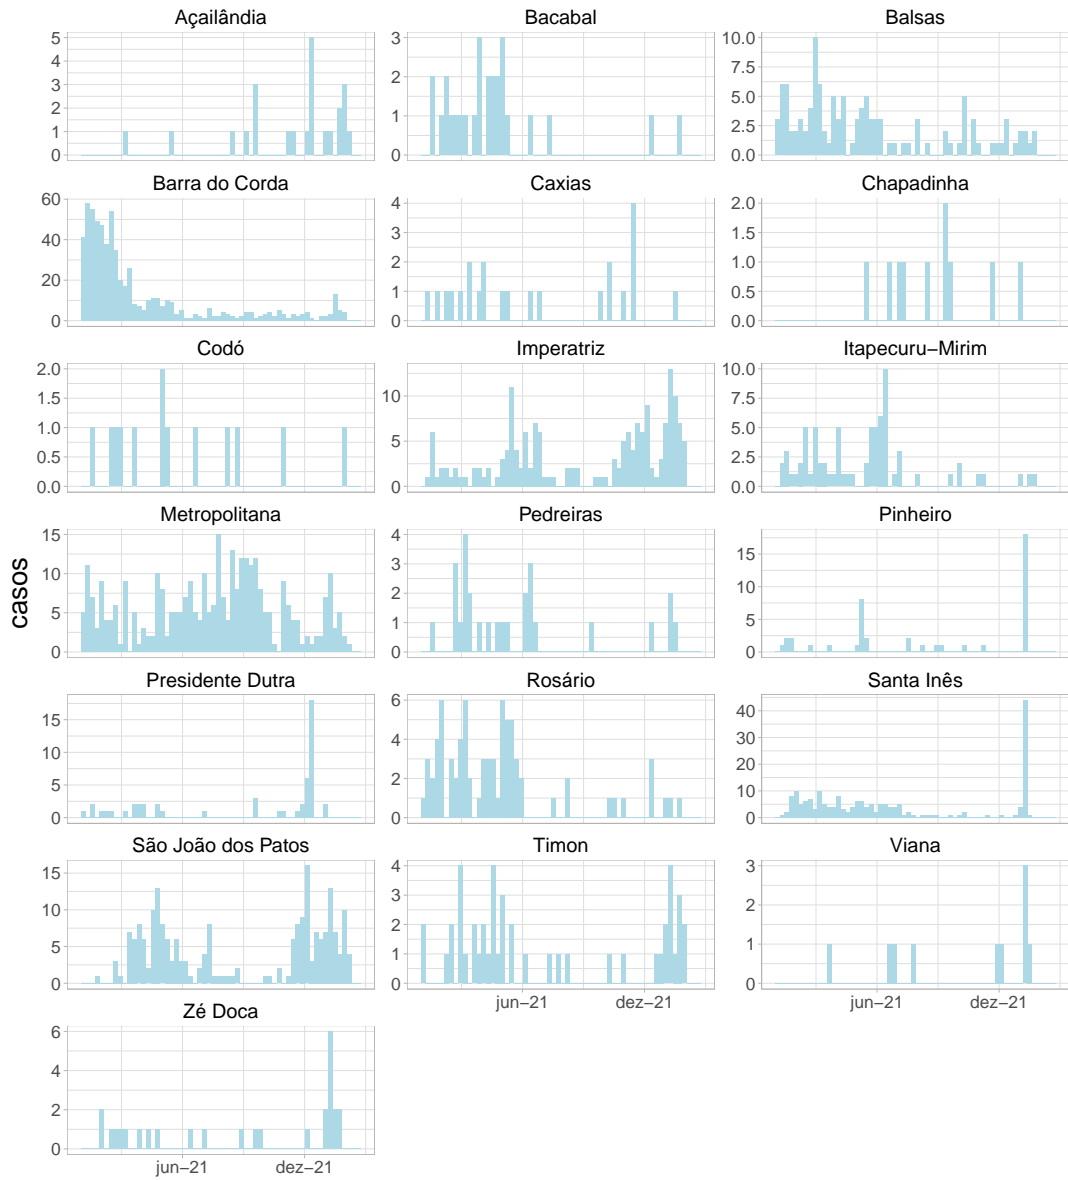 Açailândia Bacabal Balsas
5 3 10.0
4 7.5
3 2 5.0
2 1 2.5
1
0 0 0.0
Barra do Corda Caxias Chapadinha
60 4 2.0
40 3 1.5
2 1.0
20 1 0.5
0 0 0.0
Codó Imperatriz Itapecuru−Mirim
2.0 10.0
1.5 10 7.5
1.0 5 5.0
0.5 2.5
0.0 0 0.0
Metropolitana Pedreiras Pinheiro
15 4 15
10 3 10
2
5 1 5
0 0 0
casos
Presidente Dutra Rosário Santa Inês
15 6 40
10 4 30
20
5 2 10
0 0 0
São João dos Patos Timon Viana
15 4 3
10 3 2
2
5 1 1
0 0 0
jun−21 dez−21 jun−21 dez−21
Zé Doca
6
4
2
0
jun−21 dez−21